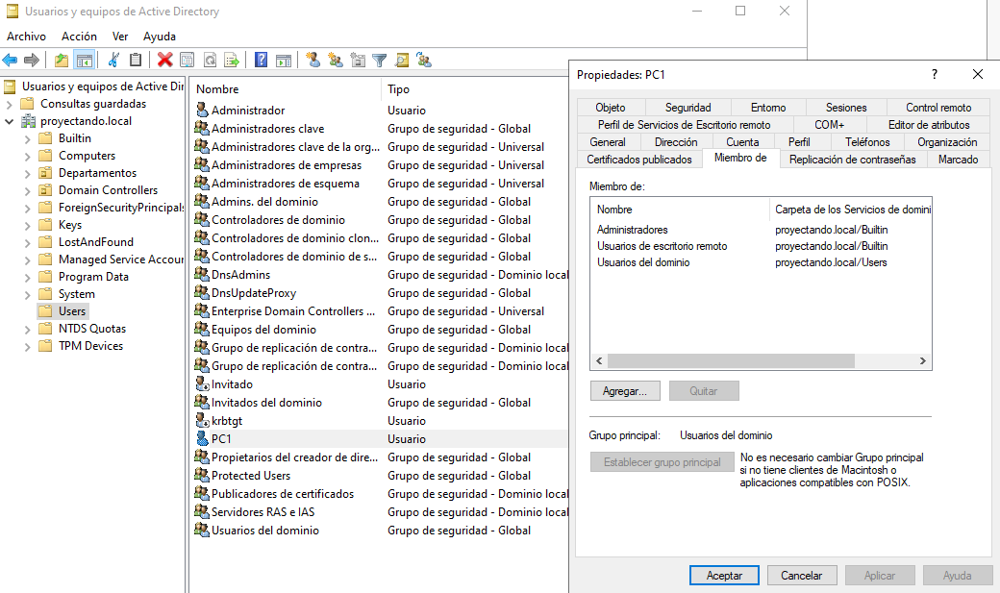 Usuarios y equipos de Active Directory
Archivo Acción Ver Ayuda
Usuarios y equipos de Active Dir
Consultas guardadas
proyectando.local
Builtin
Computers
Departamentos
Domain Controllers
ForeignSecurityPrincipals
Keys
LostAndFound
Managed Service Accour
Program Data
System
Users
NTDS Quotas
TPM Devices
Nombre Tipo
Administrador Usuario
Administradores clave Grupo de seguridad - Global
Administradores clave de la org... Grupo de seguridad - Universal
Administradores de empresas Grupo de seguridad - Universal
Administradores de esquema Grupo de seguridad - Universal
Admins. del dominio Grupo de seguridad - Global
Controladores de dominio Grupo de seguridad - Global
Controladores de dominio clon... Grupo de seguridad - Global
Controladores de dominio de s... Grupo de seguridad - Global
DnsAdmins Grupo de seguridad - Dominio local
DnsUpdateProxy Grupo de seguridad - Global
Enterprise Domain Controllers ... Grupo de seguridad - Universal
Equipos del dominio Grupo de seguridad - Global
Grupo de replicación de contra... Grupo de seguridad - Dominio local
Grupo de replicación de contra... Grupo de seguridad - Dominio local
Invitado Usuario
Invitados del dominio Grupo de seguridad - Global
krbtgt Usuario
PC1 Usuario
Propietarios del creador de dire... Grupo de seguridad - Global
Protected Users Grupo de seguridad - Global
Publicadores de certificados Grupo de seguridad - Dominio local
Servidores RAS e IAS Grupo de seguridad - Dominio local
Usuarios del dominio Grupo de seguridad - Global
Propiedades: PC1 ?
Objeto Seguridad Entorno Sesiones Control remoto
Perfil de Servicios de Escritorio remoto COM+ Editor de atributos
General Dirección Cuenta Perfil Teléfonos Organización
Certificados publicados Miembro de Replicación de contraseñas Marcado
Miembro de:
Nombre Carpeta de los Servicios de domini
Administradores proyectando.local/Builtin
Usuarios de escritorio remoto proyectando.local/Builtin
Usuarios del dominio proyectando.local/Users
Agregar... Quitar
Grupo principal: Usuarios del dominio
Establecer grupo principal
No es necesario cambiar Grupo principal
si no tiene clientes de Macintosh o
aplicaciones compatibles con POSIX.
Aceptar Cancelar Aplicar Ayuda